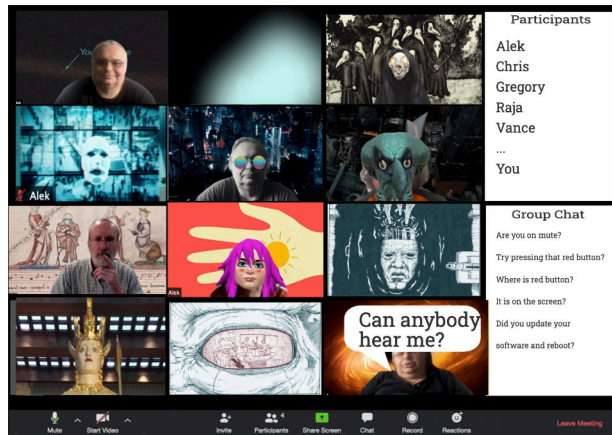 Participants
Alek
Chris
Gregory
Raja
Vance
...
You
Alek
Alek
Can anybody
hear me?
Group Chat
Are you on mute?
Try pressing that red button?
Where is red button?
It is on the screen?
Did you update your
software and reboot?
Mute
Start Video
Invite
Participants
4
Share Screen
Chat
Record
Reactions
Leave Meeting